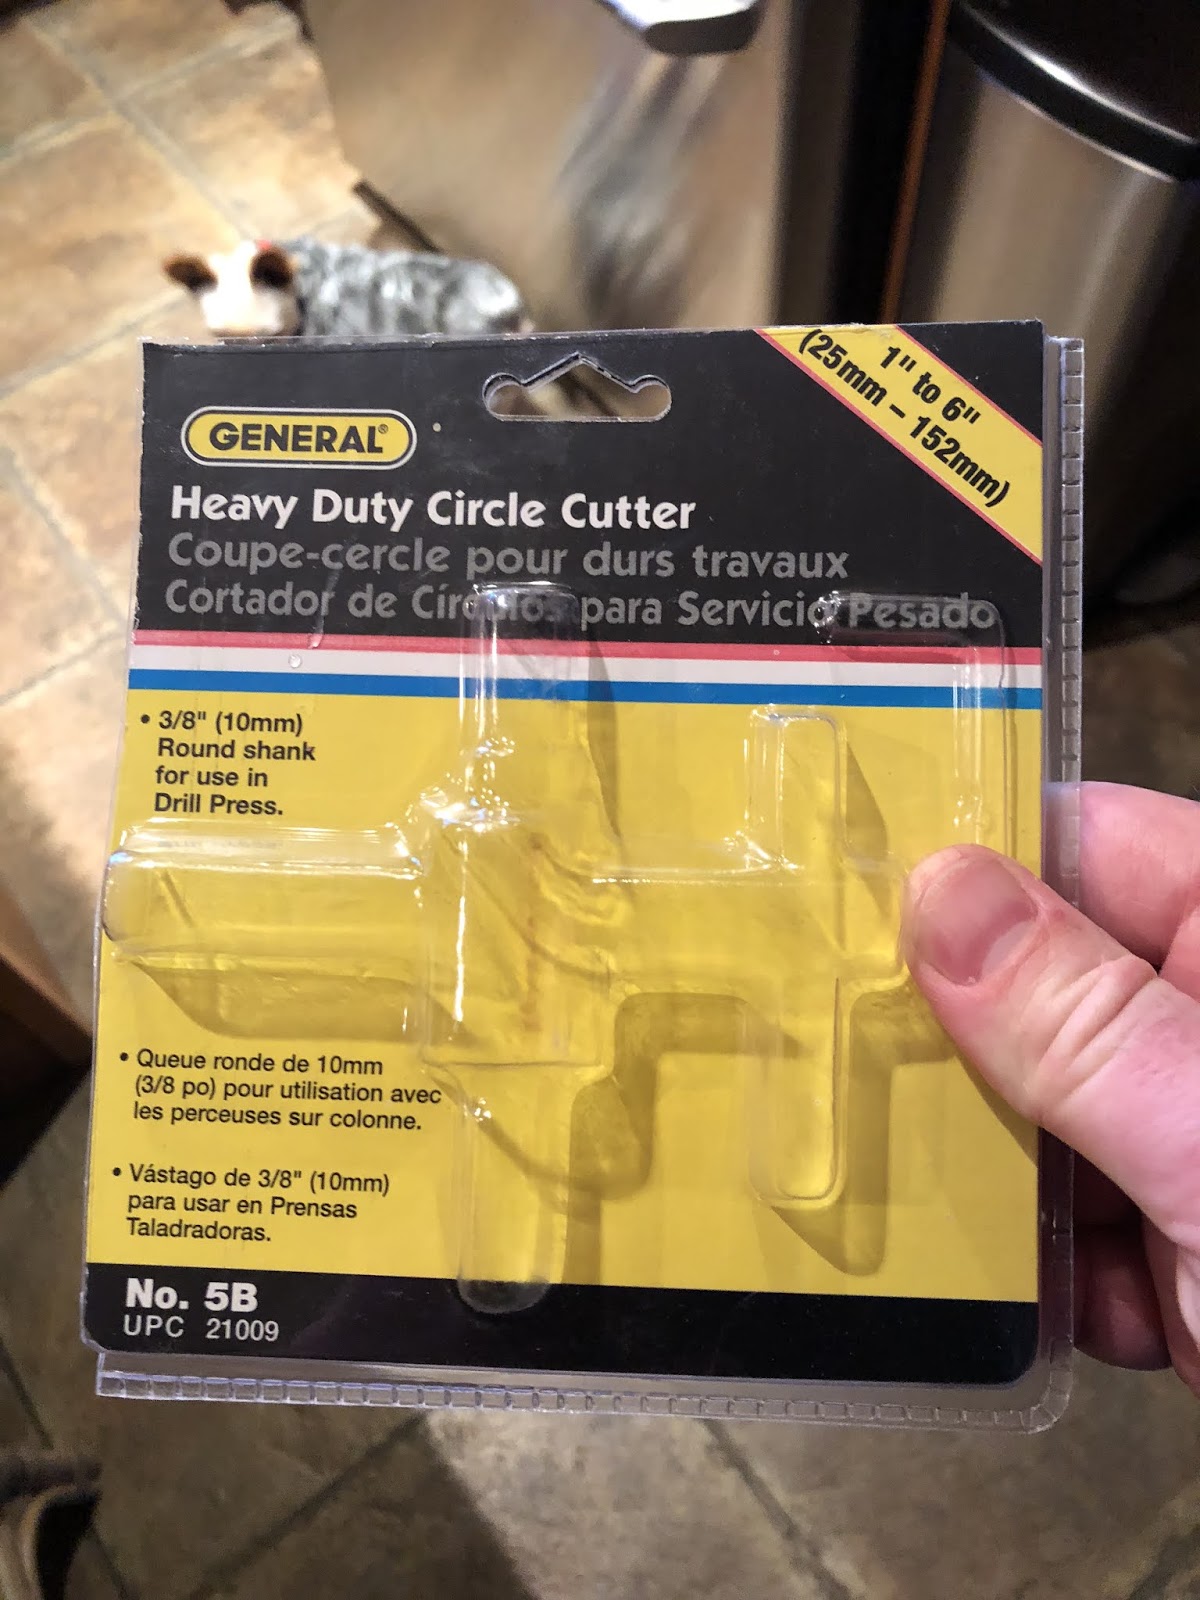 1" to 6"
(25mm – 152mm)
GENERAL®
Heavy Duty Circle Cutter
Coupe-cercle pour durs travaux
Cortador de Círculos para Servicio Pesado
• 3/8" (10mm)
Round shank
for use in
Drill Press.
• Queue ronde de 10mm
(3/8 po) pour utilisation avec
les perceuses sur colonne.
• Vástago de 3/8" (10mm)
para usar en Prensas
Taladradoras.
No. 5B
UPC 21009